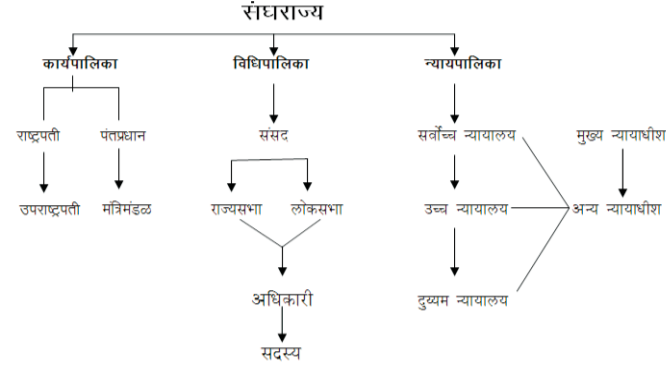 संघराज्य
कार्यपालिका विधिपालिका न्यायपालिका
राष्ट्रपती पंतप्रधान संसद सर्वोच्च न्यायालय मुख्य न्यायाधीश
उपराष्ट्रपती मंत्रिमंडळ राज्यसभा लोकसभा उच्च न्यायालय अन्य न्यायाधीश
अधिकारी दुय्यम न्यायालय
सदस्य